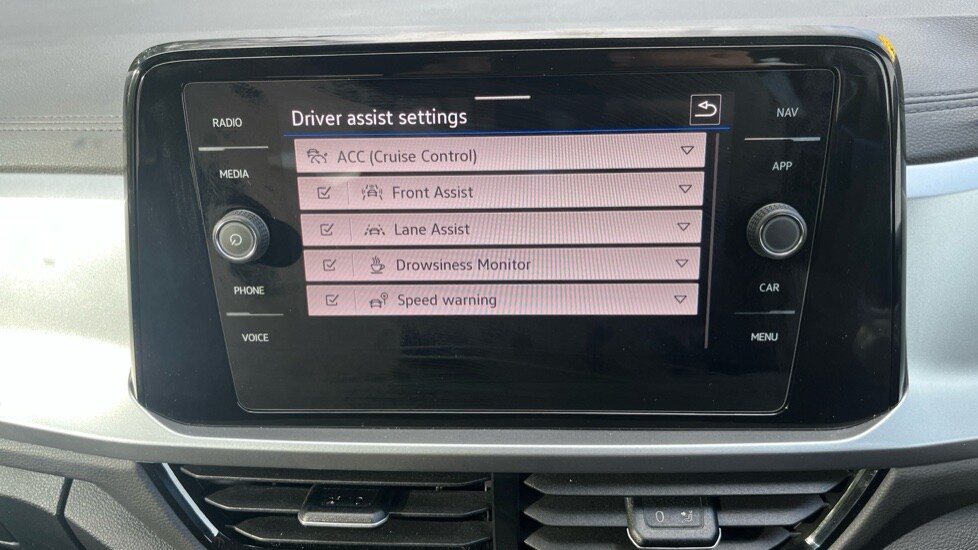 Driver assist settings
RADIO
MEDIA
PHONE
VOICE
ACC (Cruise Control)
Front Assist
Lane Assist
Drowsiness Monitor
Speed warning
NAV
APP
CAR
MENU
0